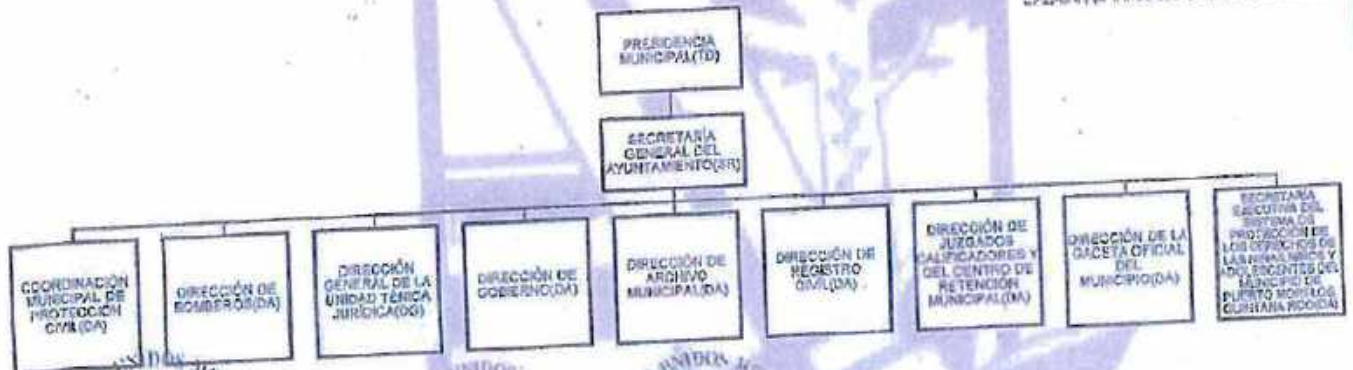 PRESIDENCIA
MUNICIPAL(TD)
SECRETARÍA
GENERAL DEL
AYUNTAMIENTO(SR)
COORDINACIÓN
MUNICIPAL DE
PROTECCIÓN
CIVIL(DA)
DIRECCIÓN DE
BOMBEROS(DA)
DIRECCIÓN
GENERAL DE LA
UNIDAD TÉNICA
JURÍDICA(DG)
DIRECCIÓN DE
GOBIERNO(DA)
DIRECCIÓN DE
ARCHIVO
MUNICIPAL(DA)
DIRECCIÓN DE
REGISTRO
CIVIL(DA)
DIRECCIÓN DE
JUZGADOS
CALIFICADORES Y
DEL CENTRO DE
RETENCIÓN
MUNICIPAL(DA)
DIRECCIÓN DE LA
GACETA OFICIAL
DEL
MUNICIPIO(DA)
SECRETARÍA
EJECUTIVA DEL
SISTEMA DE
PROTECCIÓN DE
LOS DERECHOS DE
LAS NIÑAS, NIÑOS Y
ADOLESCENTES DEL
MUNICIPIO DE
PUERTO MORELOS,
QUINTANA ROO(DA)
UNIDOS
UNIDOS